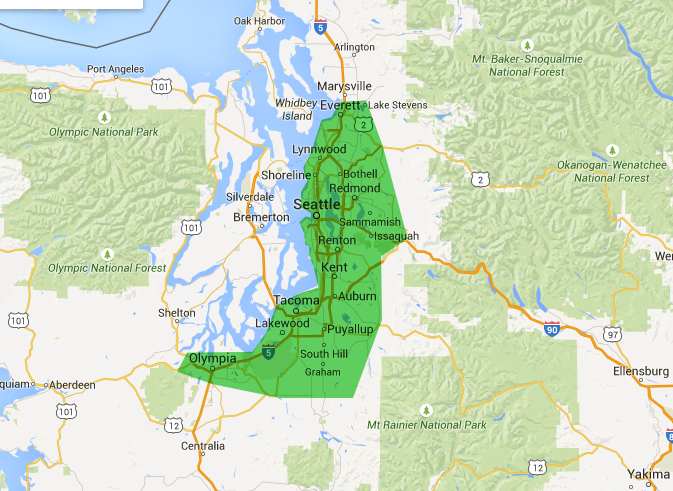 Oak Harbor
5
Arlington
Mt. Baker-Snoqualmie
National Forest
Port Angeles
101
101
Marysville
Whidbey
Island
Everett
Lake Stevens
2
Olympic National Park
Lynnwood
Okanogan-Wenatchee
National Forest
Shoreline
Bothell
2
Redmond
Silverdale
Seattle
Bremerton
Sammamish
101
Issaquah
Renton
Olympic National Forest
Kent
Tacoma
Auburn
Shelton
101
Lakewood
Puyallup
90
97
5
South Hill
Olympia
Graham
Ellensburg
Aberdeen
101
12
Mt Rainier National Park
Centralia
12
Yakima